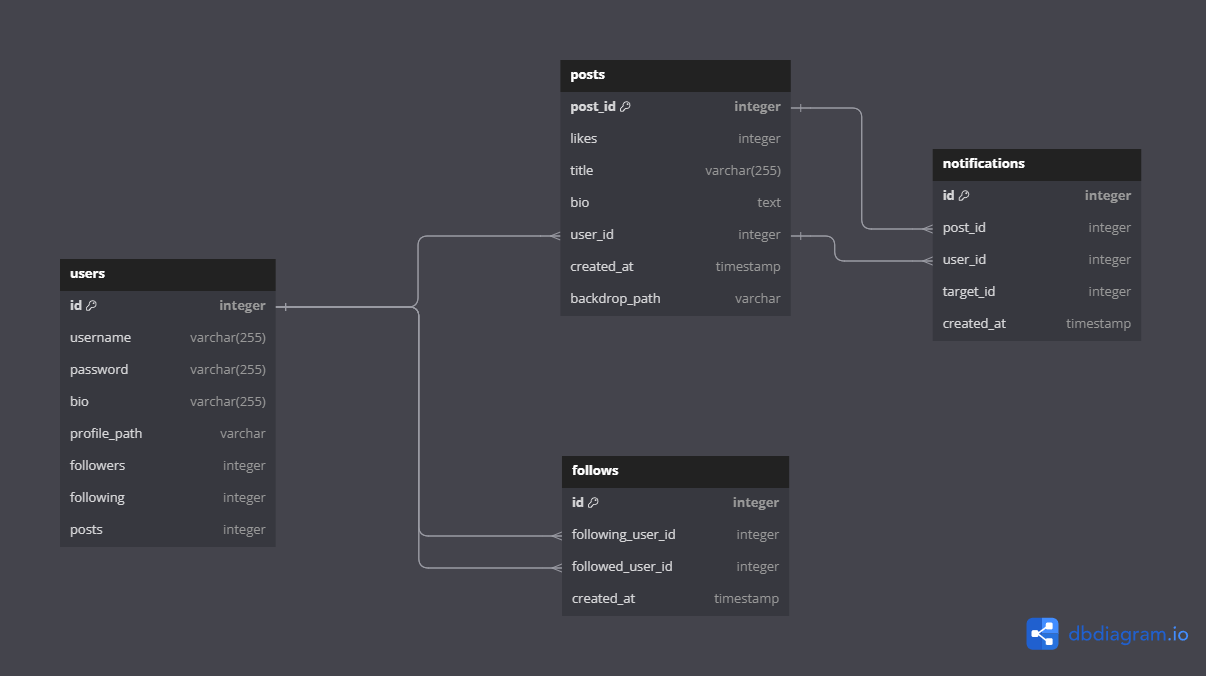 posts
post_id integer
likes integer
title varchar(255)
bio text
user_id integer
created_at timestamp
backdrop_path varchar
notifications
id integer
post_id integer
user_id integer
target_id integer
created_at timestamp
users
id integer
username varchar(255)
password varchar(255)
bio varchar(255)
profile_path varchar
followers integer
following integer
posts integer
follows
id integer
following_user_id integer
followed_user_id integer
created_at timestamp
dbdiagram.io